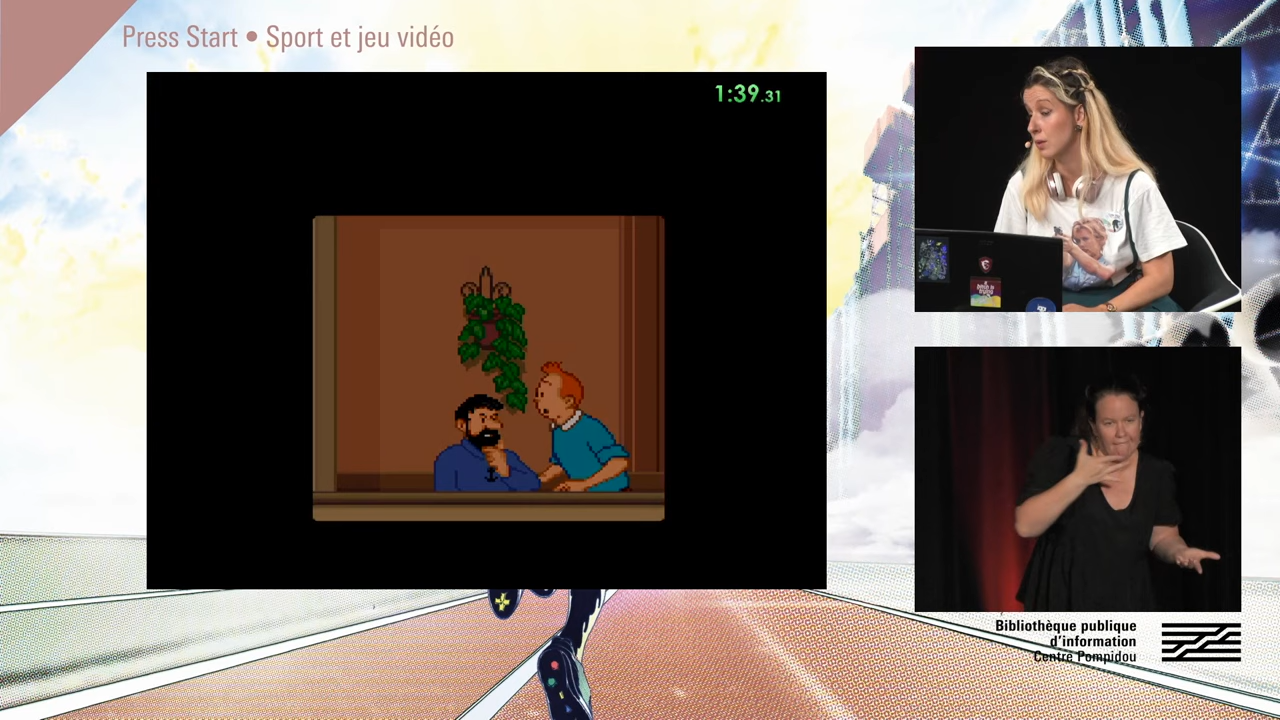 Press Start • Sport et jeu vidéo
1:39.31
Bibliothèque publique
d'information
Centre Pompidou